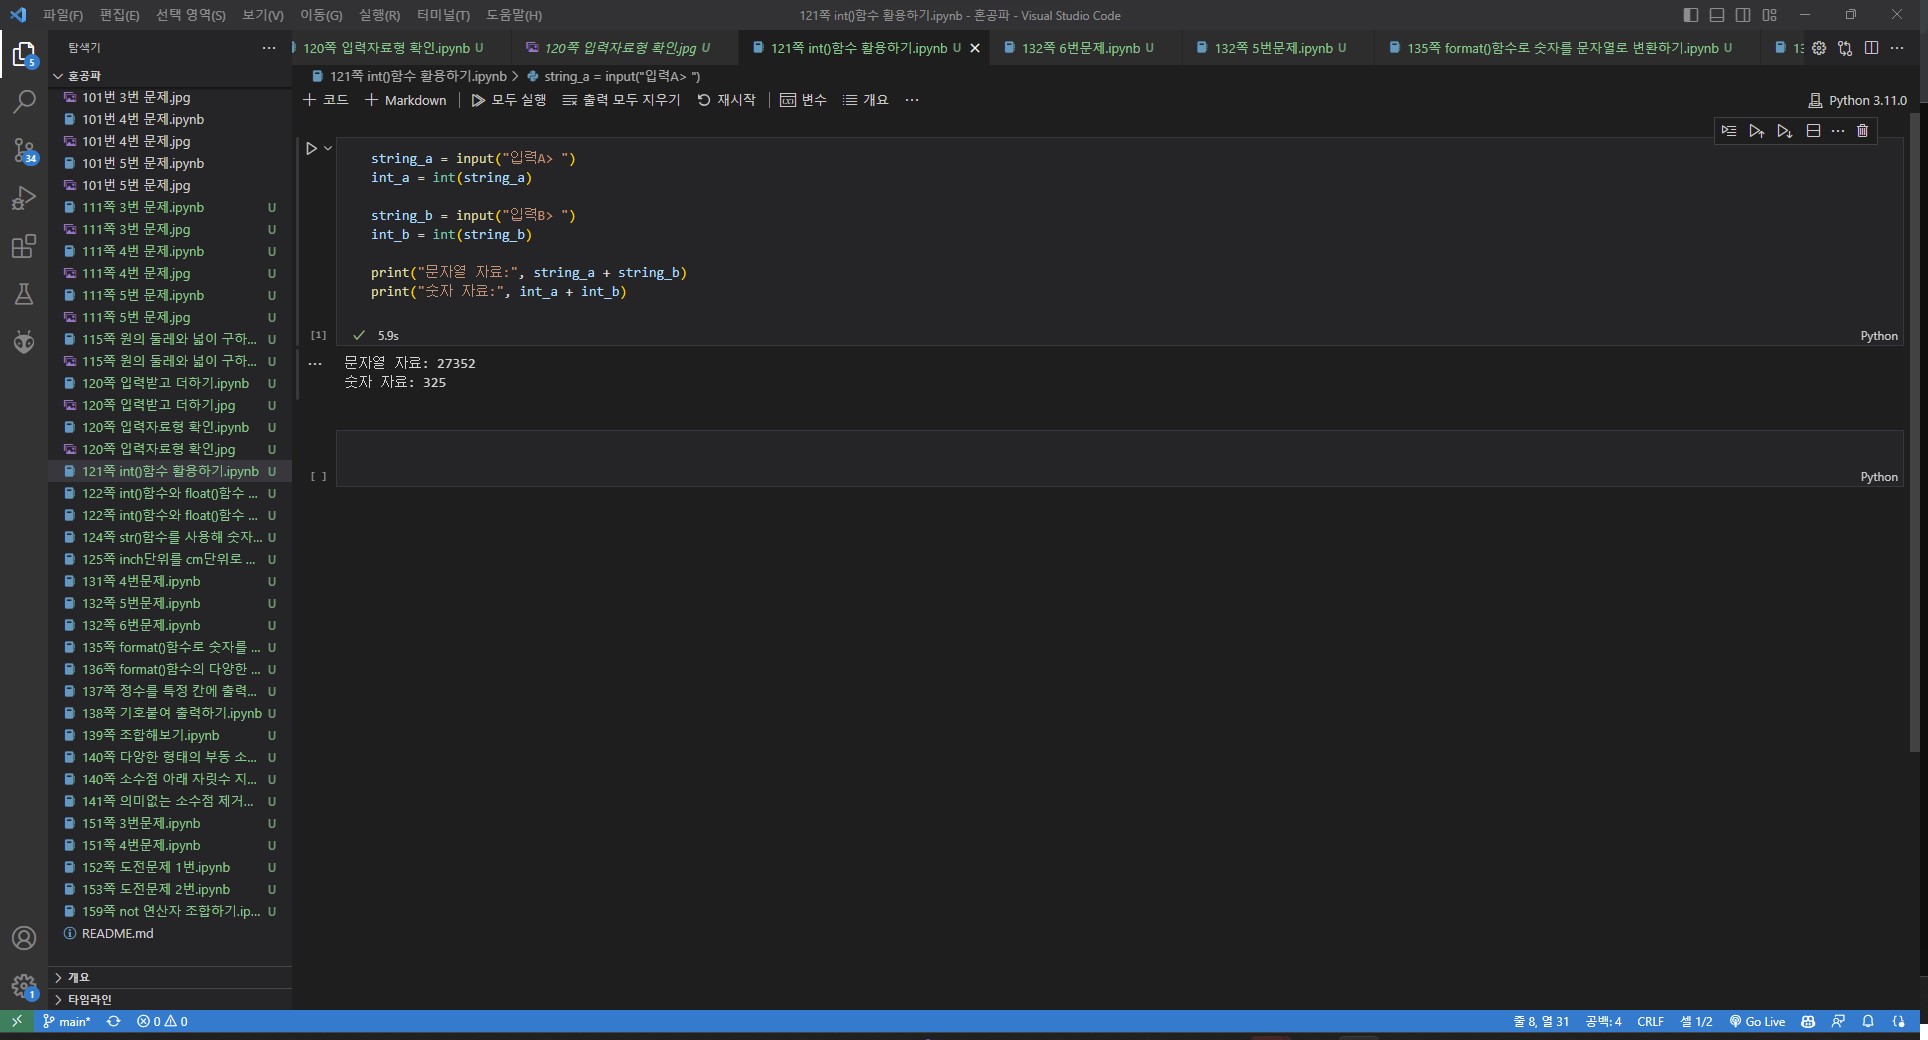 파일(F) 편집(E) 선택 영역(S) 보기(V) 이동(G) 실행(R) 터미널(T) 도움말(H)
121쪽 int()함수 활용하기.ipynb - 혼공파 - Visual Studio Code
탐색기
120쪽 입력자료형 확인.ipynb U
120쪽 입력자료형 확인.jpg U
121쪽 int()함수 활용하기.ipynb U
132쪽 6번문제.ipynb U
132쪽 5번문제.ipynb U
135쪽 format()함수로 숫자를 문자열로 변환하기.ipynb U
121쪽 int()함수 활용하기.ipynb > string_a = input("입력A> ")
코드 Markdown 모두 실행 출력 모두 지우기 재시작 변수 개요 ···
Python 3.11.0
5
34
1
혼공파
101번 3번 문제.jpg
101번 4번 문제.ipynb
101번 4번 문제.jpg
101번 5번 문제.ipynb
101번 5번 문제.jpg
111쪽 3번 문제.ipynb U
111쪽 3번 문제.jpg U
111쪽 4번 문제.ipynb U
111쪽 4번 문제.jpg U
111쪽 5번 문제.ipynb U
111쪽 5번 문제.jpg U
115쪽 원의 둘레와 넓이 구하... U
115쪽 원의 둘레와 넓이 구하... U
120쪽 입력받고 더하기.ipynb U
120쪽 입력받고 더하기.jpg U
120쪽 입력자료형 확인.ipynb U
120쪽 입력자료형 확인.jpg U
121쪽 int()함수 활용하기.ipynb U
122쪽 int()함수와 float()함수 ... U
122쪽 int()함수와 float()함수 ... U
124쪽 str()함수를 사용해 숫자... U
125쪽 inch단위를 cm단위로 ... U
131쪽 4번문제.ipynb U
132쪽 5번문제.ipynb U
132쪽 6번문제.ipynb U
135쪽 format()함수로 숫자를 ... U
136쪽 format()함수의 다양한 ... U
137쪽 정수를 특정 칸에 출력... U
138쪽 기호붙여 출력하기.ipynb U
139쪽 조합해보기.ipynb U
140쪽 다양한 형태의 부동 소... U
140쪽 소수점 아래 자릿수 지... U
141쪽 의미없는 소수점 제거... U
151쪽 3번문제.ipynb U
151쪽 4번문제.ipynb U
152쪽 도전문제 1번.ipynb U
153쪽 도전문제 2번.ipynb U
159쪽 not 연산자 조합하기.ip... U
README.md
개요
타임라인
string_a = input("입력A> ")
int_a = int(string_a)
string_b = input("입력B> ")
int_b = int(string_b)
print("문자열 자료:", string_a + string_b)
print("숫자 자료:", int_a + int_b)
[1] 5.9s
Python
문자열 자료: 27352
숫자 자료: 325
[ ]
Python
main* 0 0
줄 8, 열 31 공백: 4 CRLF 셀 1/2 Go Live